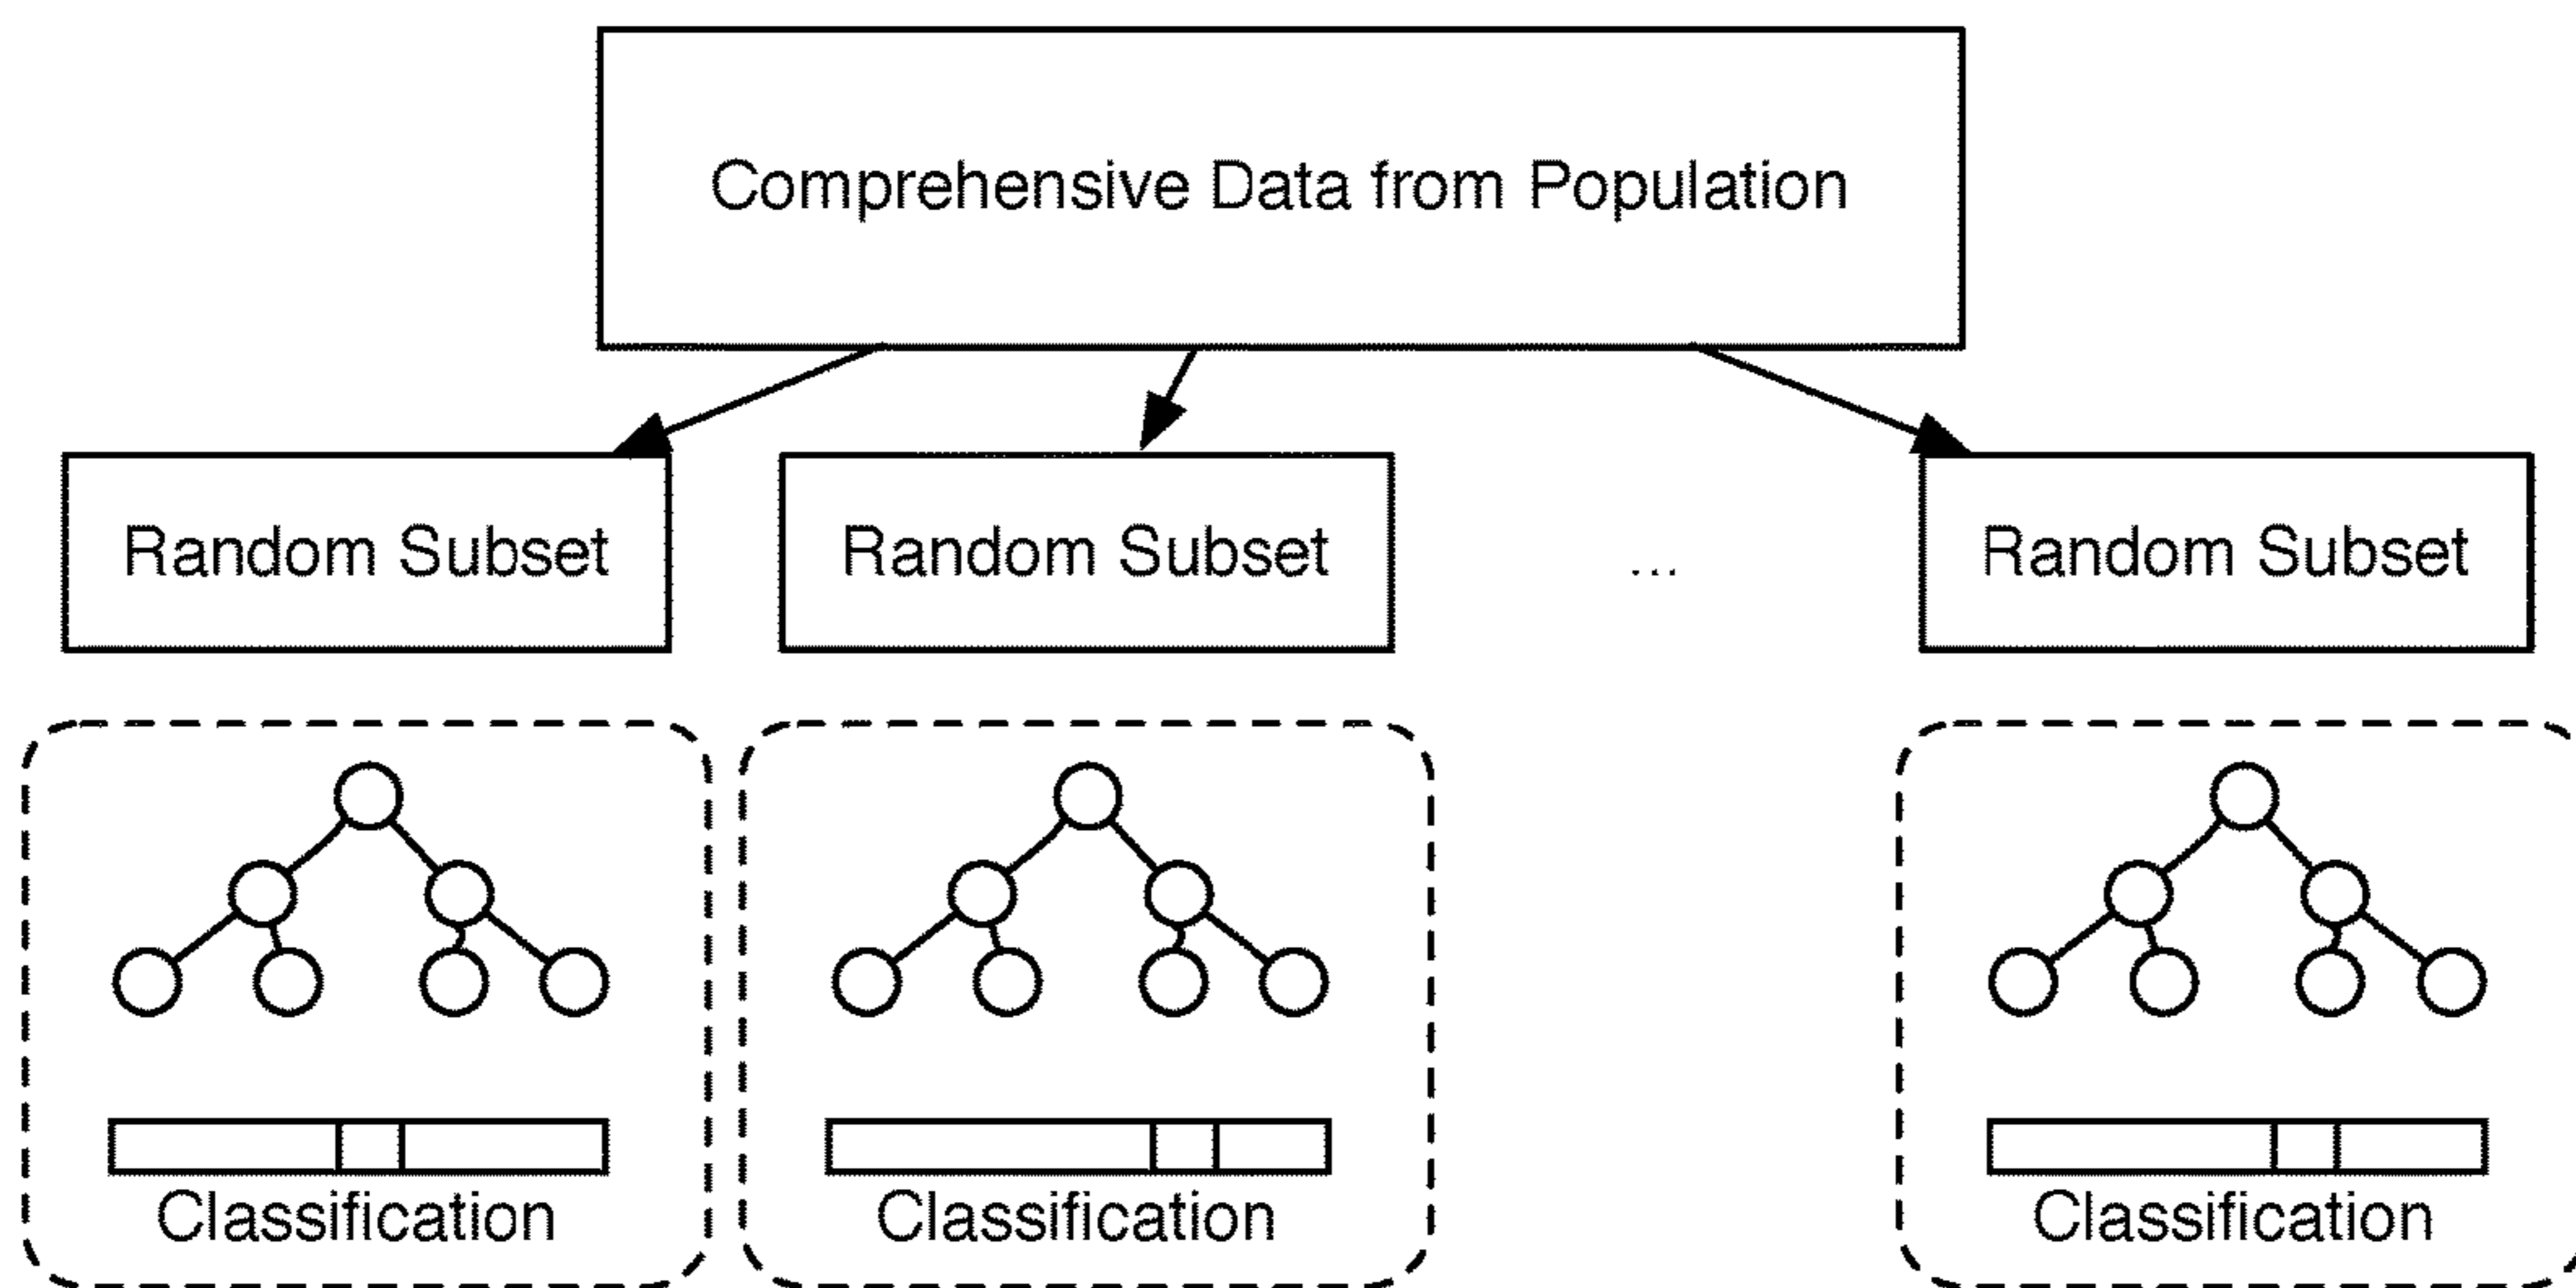 Comprehensive Data from Population
Random Subset
Random Subset
...
Random Subset
Classification
Classification
Classification